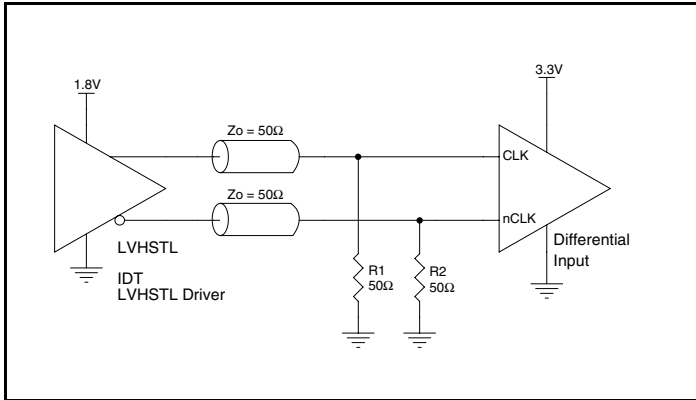 1.8V
3.3V
Zo = 50Ω
CLK
Zo = 50Ω
nCLK
LVHSTL
IDT
LVHSTL Driver
R1
50Ω
R2
50Ω
Differential
Input